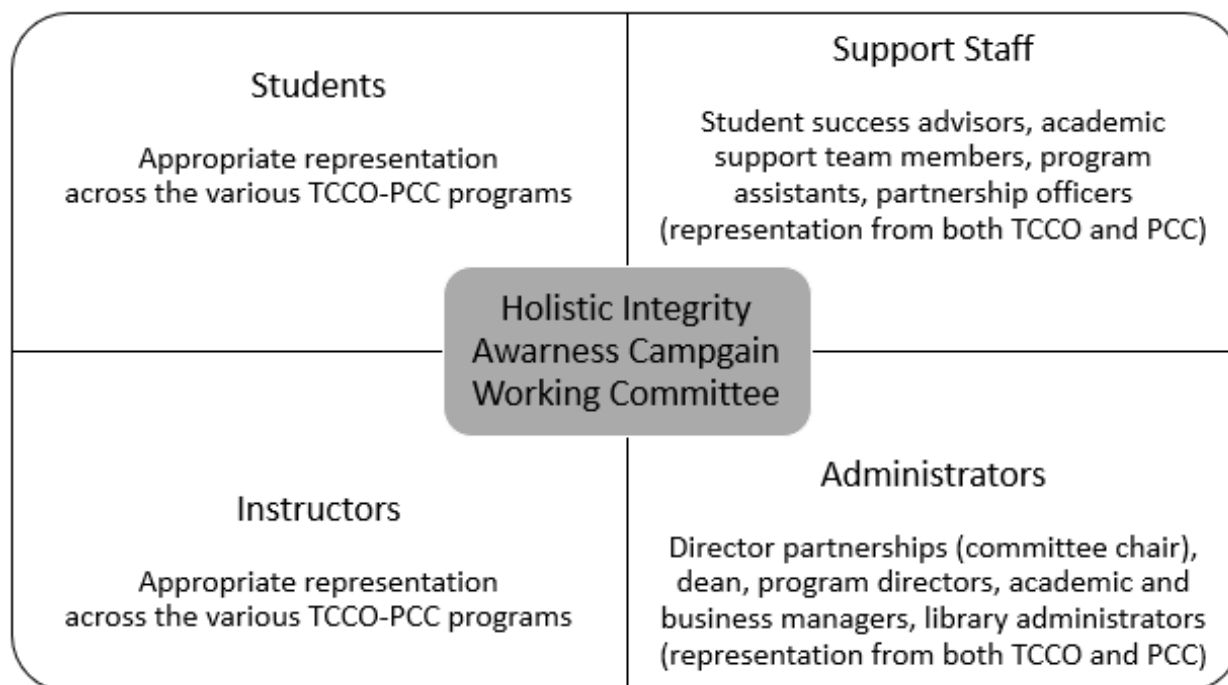 Students
Appropriate representation
across the various TCCO-PCC programs
Support Staff
Student success advisors, academic
support team members, program
assistants, partnership officers
(representation from both TCCO and PCC)
Holistic Integrity
Awarness Campgain
Working Committee
Instructors
Appropriate representation
across the various TCCO-PCC programs
Administrators
Director partnerships (committee chair),
dean, program directors, academic and
business managers, library administrators
(representation from both TCCO and PCC)